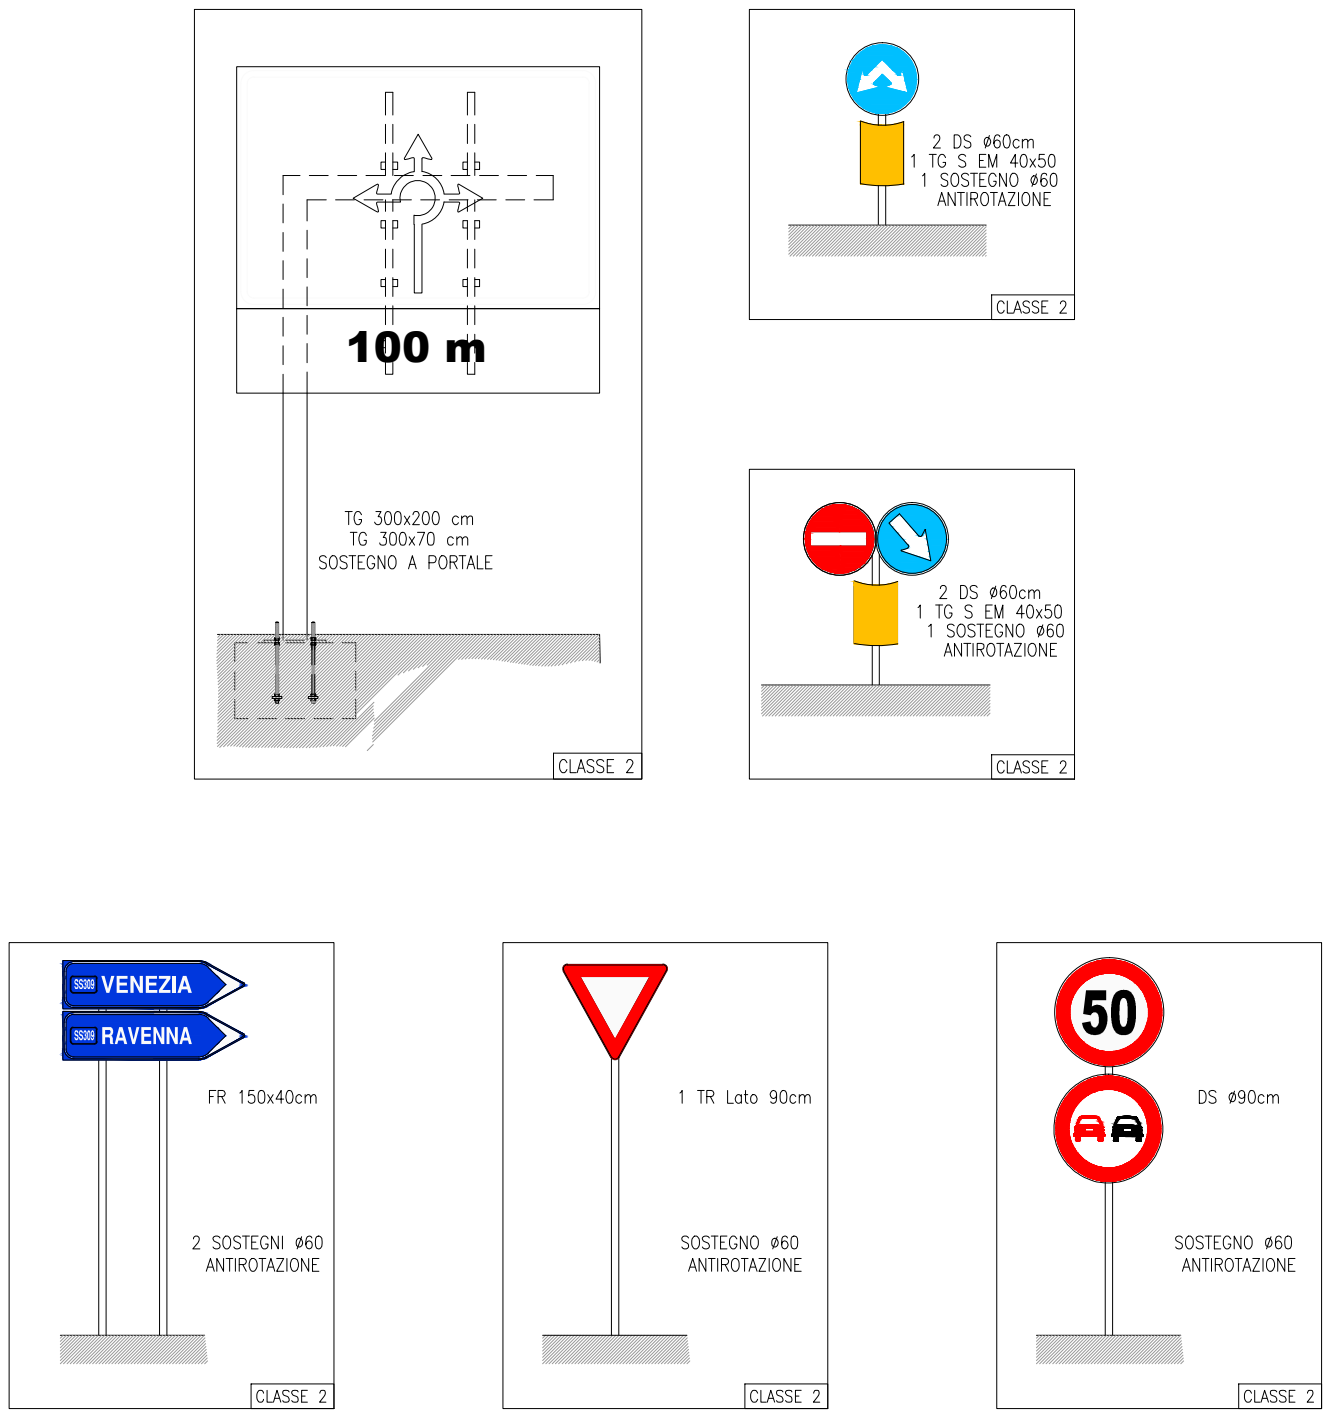 100 m
TG 300x200 cm
TG 300x70 cm
SOSTEGNO A PORTALE
CLASSE 2
2 DS ø60cm
1 TG S EM 40x50
1 SOSTEGNO ø60
ANTIROTAZIONE
CLASSE 2
2 DS ø60cm
1 TG S EM 40x50
1 SOSTEGNO ø60
ANTIROTAZIONE
CLASSE 2
SS309 VENEZIA
SS309 RAVENNA
FR 150x40cm
2 SOSTEGNI ø60
ANTIROTAZIONE
CLASSE 2
1 TR Lato 90cm
SOSTEGNO ø60
ANTIROTAZIONE
CLASSE 2
50
DS ø90cm
SOSTEGNO ø60
ANTIROTAZIONE
CLASSE 2